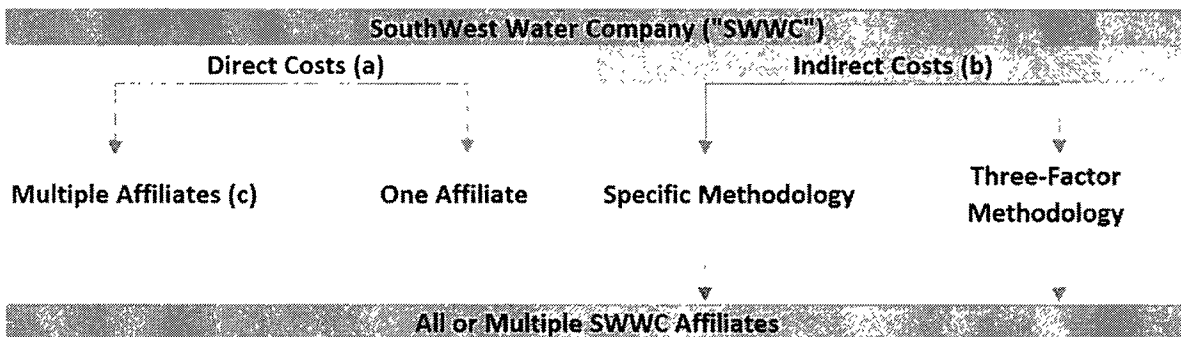 SouthWest Water Company ("SWWC")
Direct Costs (a) Indirect Costs (b)
Multiple Affiliates (c) One Affiliate Specific Methodology Three-Factor
Methodology
All or Multiple SWWC Affiliates